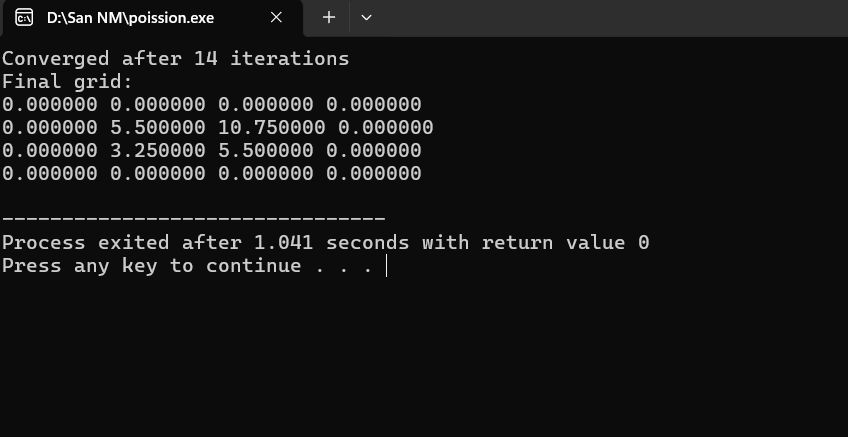 D:\San NM\poission.exe
Converged after 14 iterations
Final grid:
0.000000 0.000000 0.000000 0.000000
0.000000 5.500000 10.750000 0.000000
0.000000 3.250000 5.500000 0.000000
0.000000 0.000000 0.000000 0.000000
--------------------------------
Process exited after 1.041 seconds with return value 0
Press any key to continue . . .